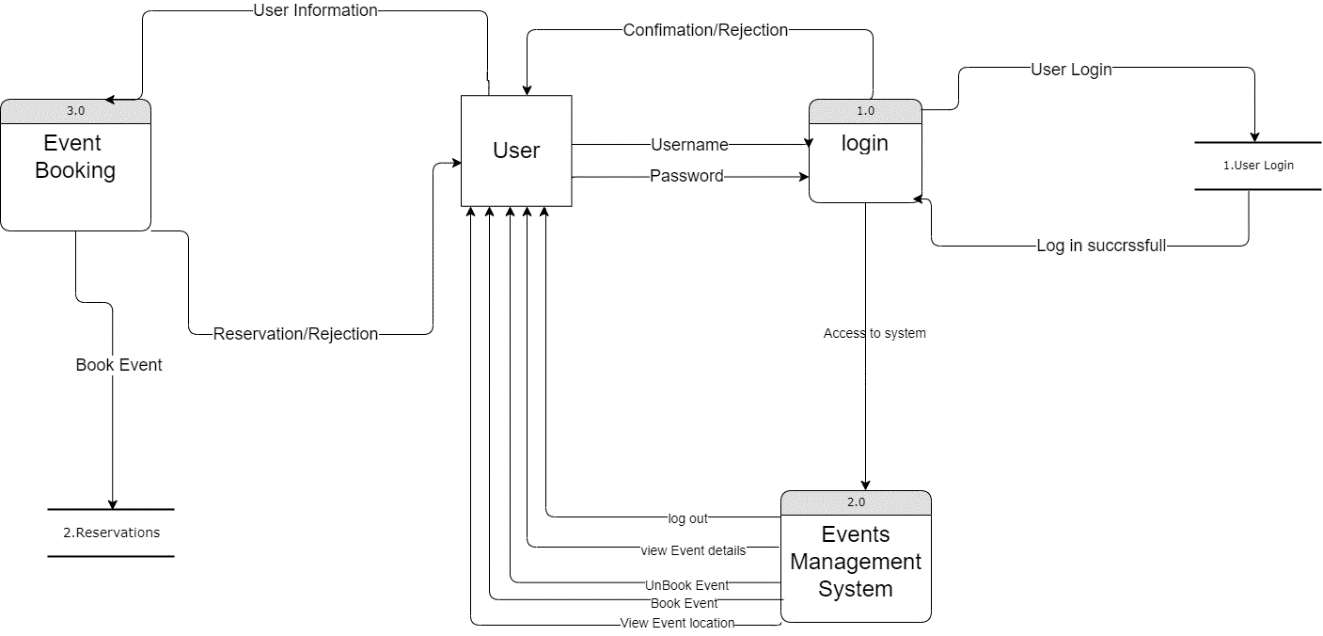 User Information
Confimation/Rejection
User Login
3.0
Event
Booking
User
Username
Password
1.0
login
1.User Login
Log in succrssfull
Reservation/Rejection
Access to system
Book Event
2.Reservations
log out
view Event details
UnBook Event
Book Event
View Event location
2.0
Events
Management
System